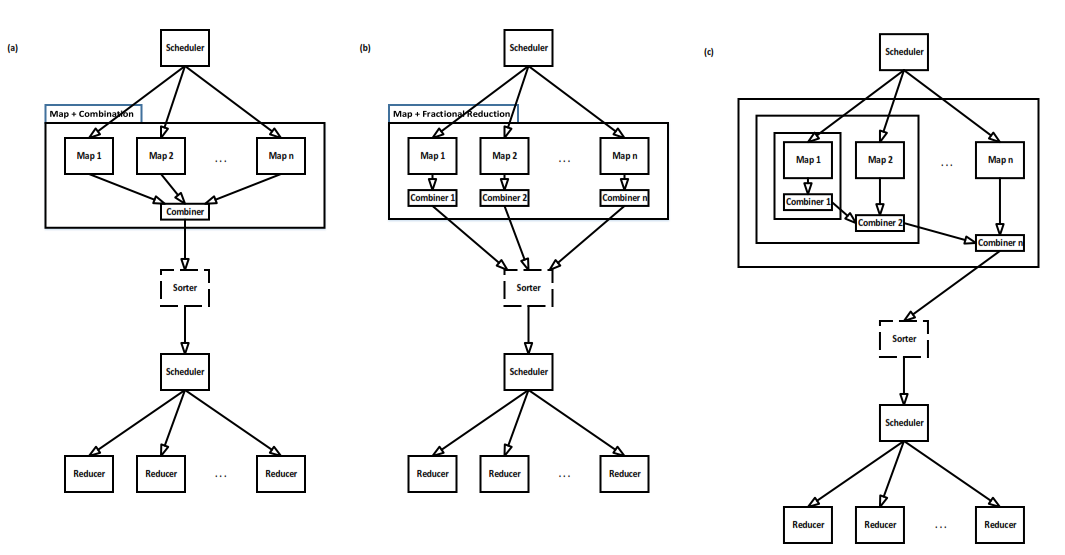 (a)
Scheduler
Map + Combination
Map 1
Map 2
...
Map n
Combiner
Sorter
Scheduler
Reducer
Reducer
...
Reducer
(b)
Scheduler
Map + Fractional Reduction
Map 1
Map 2
...
Map n
Combiner 1
Combiner 2
Combiner n
Sorter
Scheduler
Reducer
Reducer
...
Reducer
(c)
Scheduler
Map 1
Map 2
...
Map n
Combiner 1
Combiner 2
Combiner n
Sorter
Scheduler
Reducer
Reducer
...
Reducer